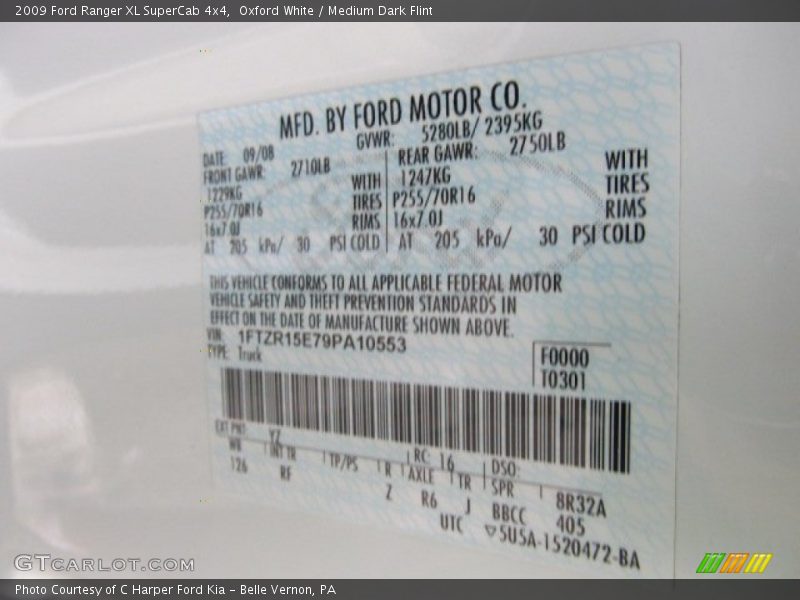 2009 Ford Ranger XL SuperCab 4x4,  Oxford White / Medium Dark Flint
MFD. BY FORD MOTOR CO.
DATE: 09/08 GVWR: 5280LB/ 2395KG
FRONT GAWR: 2710LB REAR GAWR: 2750LB
1229KG WITH 1247KG WITH
P255/70R16 TIRES P255/70R16 TIRES
16x7.0J RIMS 16x7.0J RIMS
AT 205 kPa/ 30 PSI COLD AT 205 kPa/ 30 PSI COLD
THIS VEHICLE CONFORMS TO ALL APPLICABLE FEDERAL MOTOR
VEHICLE SAFETY AND THEFT PREVENTION STANDARDS IN
EFFECT ON THE DATE OF MANUFACTURE SHOWN ABOVE.
VIN: 1FTZR15E79PA10553
TYPE: Truck
F0000
T0301
EXT PNT: YZ RC: 16 DSO:
WB INT TR TP/PS R AXLE TR SPR 8R32A
126 RF Z R6 J BBCC 405
UTC ▽5U5A-1520472-BA
GTCARLOT.COM
Photo Courtesy of C Harper Ford Kia – Belle Vernon, PA